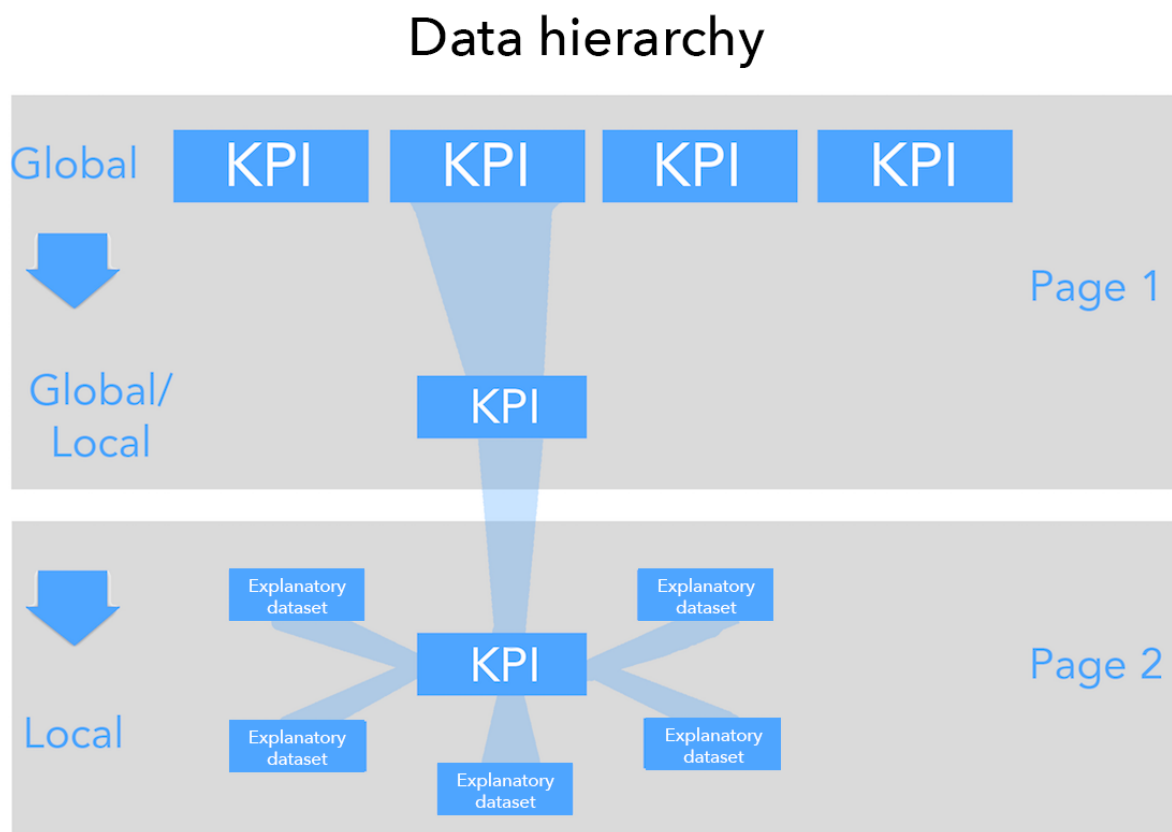 Data hierarchy
Global
KPI
KPI
KPI
KPI
Page 1
Global/
Local
KPI
Explanatory
dataset
Explanatory
dataset
KPI
Page 2
Local
Explanatory
dataset
Explanatory
dataset
Explanatory
dataset